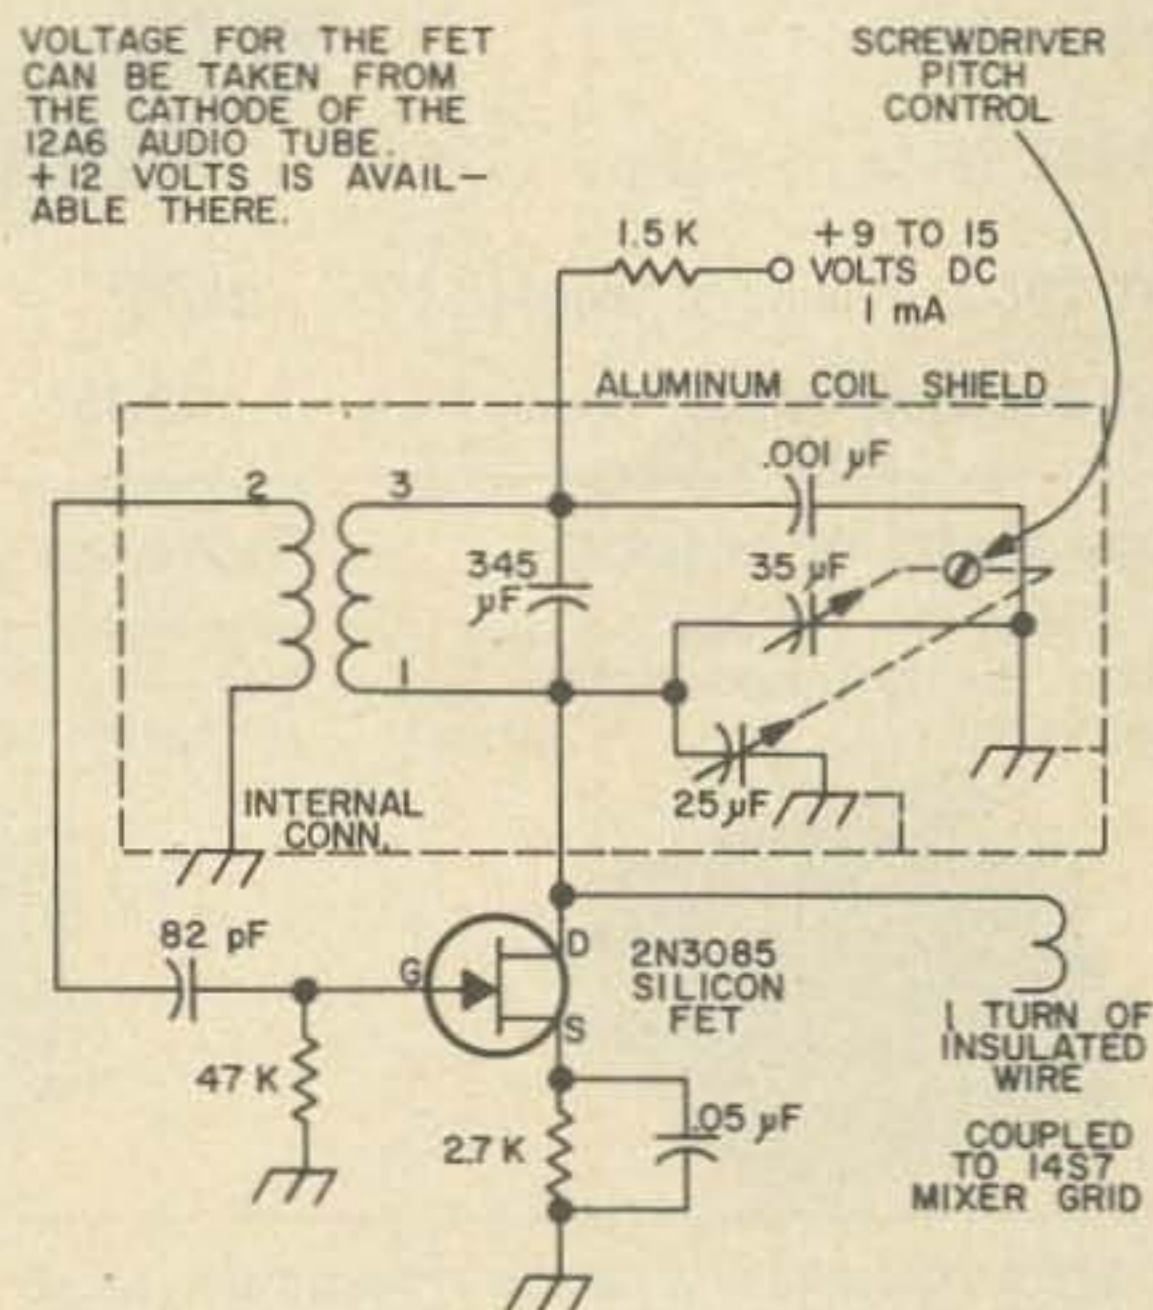 VOLTAGE FOR THE FET
CAN BE TAKEN FROM
THE CATHODE OF THE
12A6 AUDIO TUBE.
+12 VOLTS IS AVAIL-
ABLE THERE.
SCREWDRIVER
PITCH
CONTROL
1.5 K
+9 TO 15
VOLTS DC
1 mA
ALUMINUM COIL SHIELD
.001 µF
2
3
345
µF
35 µF
1
25 µF
INTERNAL
CONN.
82 pF
G
D
S
2N3085
SILICON
FET
47 K
2.7 K
.05 µF
1 TURN OF
INSULATED
WIRE
COUPLED
TO 14S7
MIXER GRID